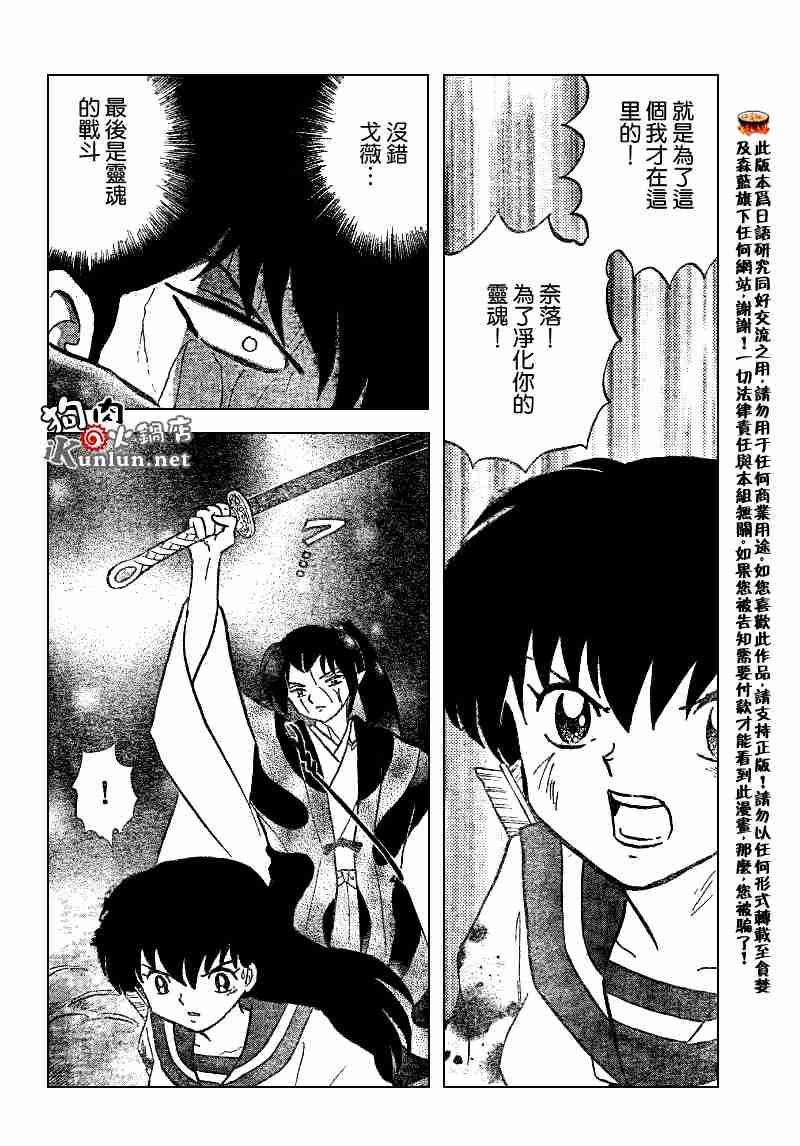 就是為了這
個我才在這
里的！
奈落！
為了凈化你的
靈魂！
沒錯
戈薇…
最後是靈魂
的戰斗
フ
！
狗肉
火鍋店
iKunlun.net
此版本爲日語研究同好交流之用，請勿用于任何商業用途。如您喜歡此作品，請支持正版！請勿以任何形式轉載至貪婪
及森藍旗下任何網站，謝謝！一切法律責任與本組無關。如果您被告知需要付款才能看到此漫畫，那麼，您被騙了！